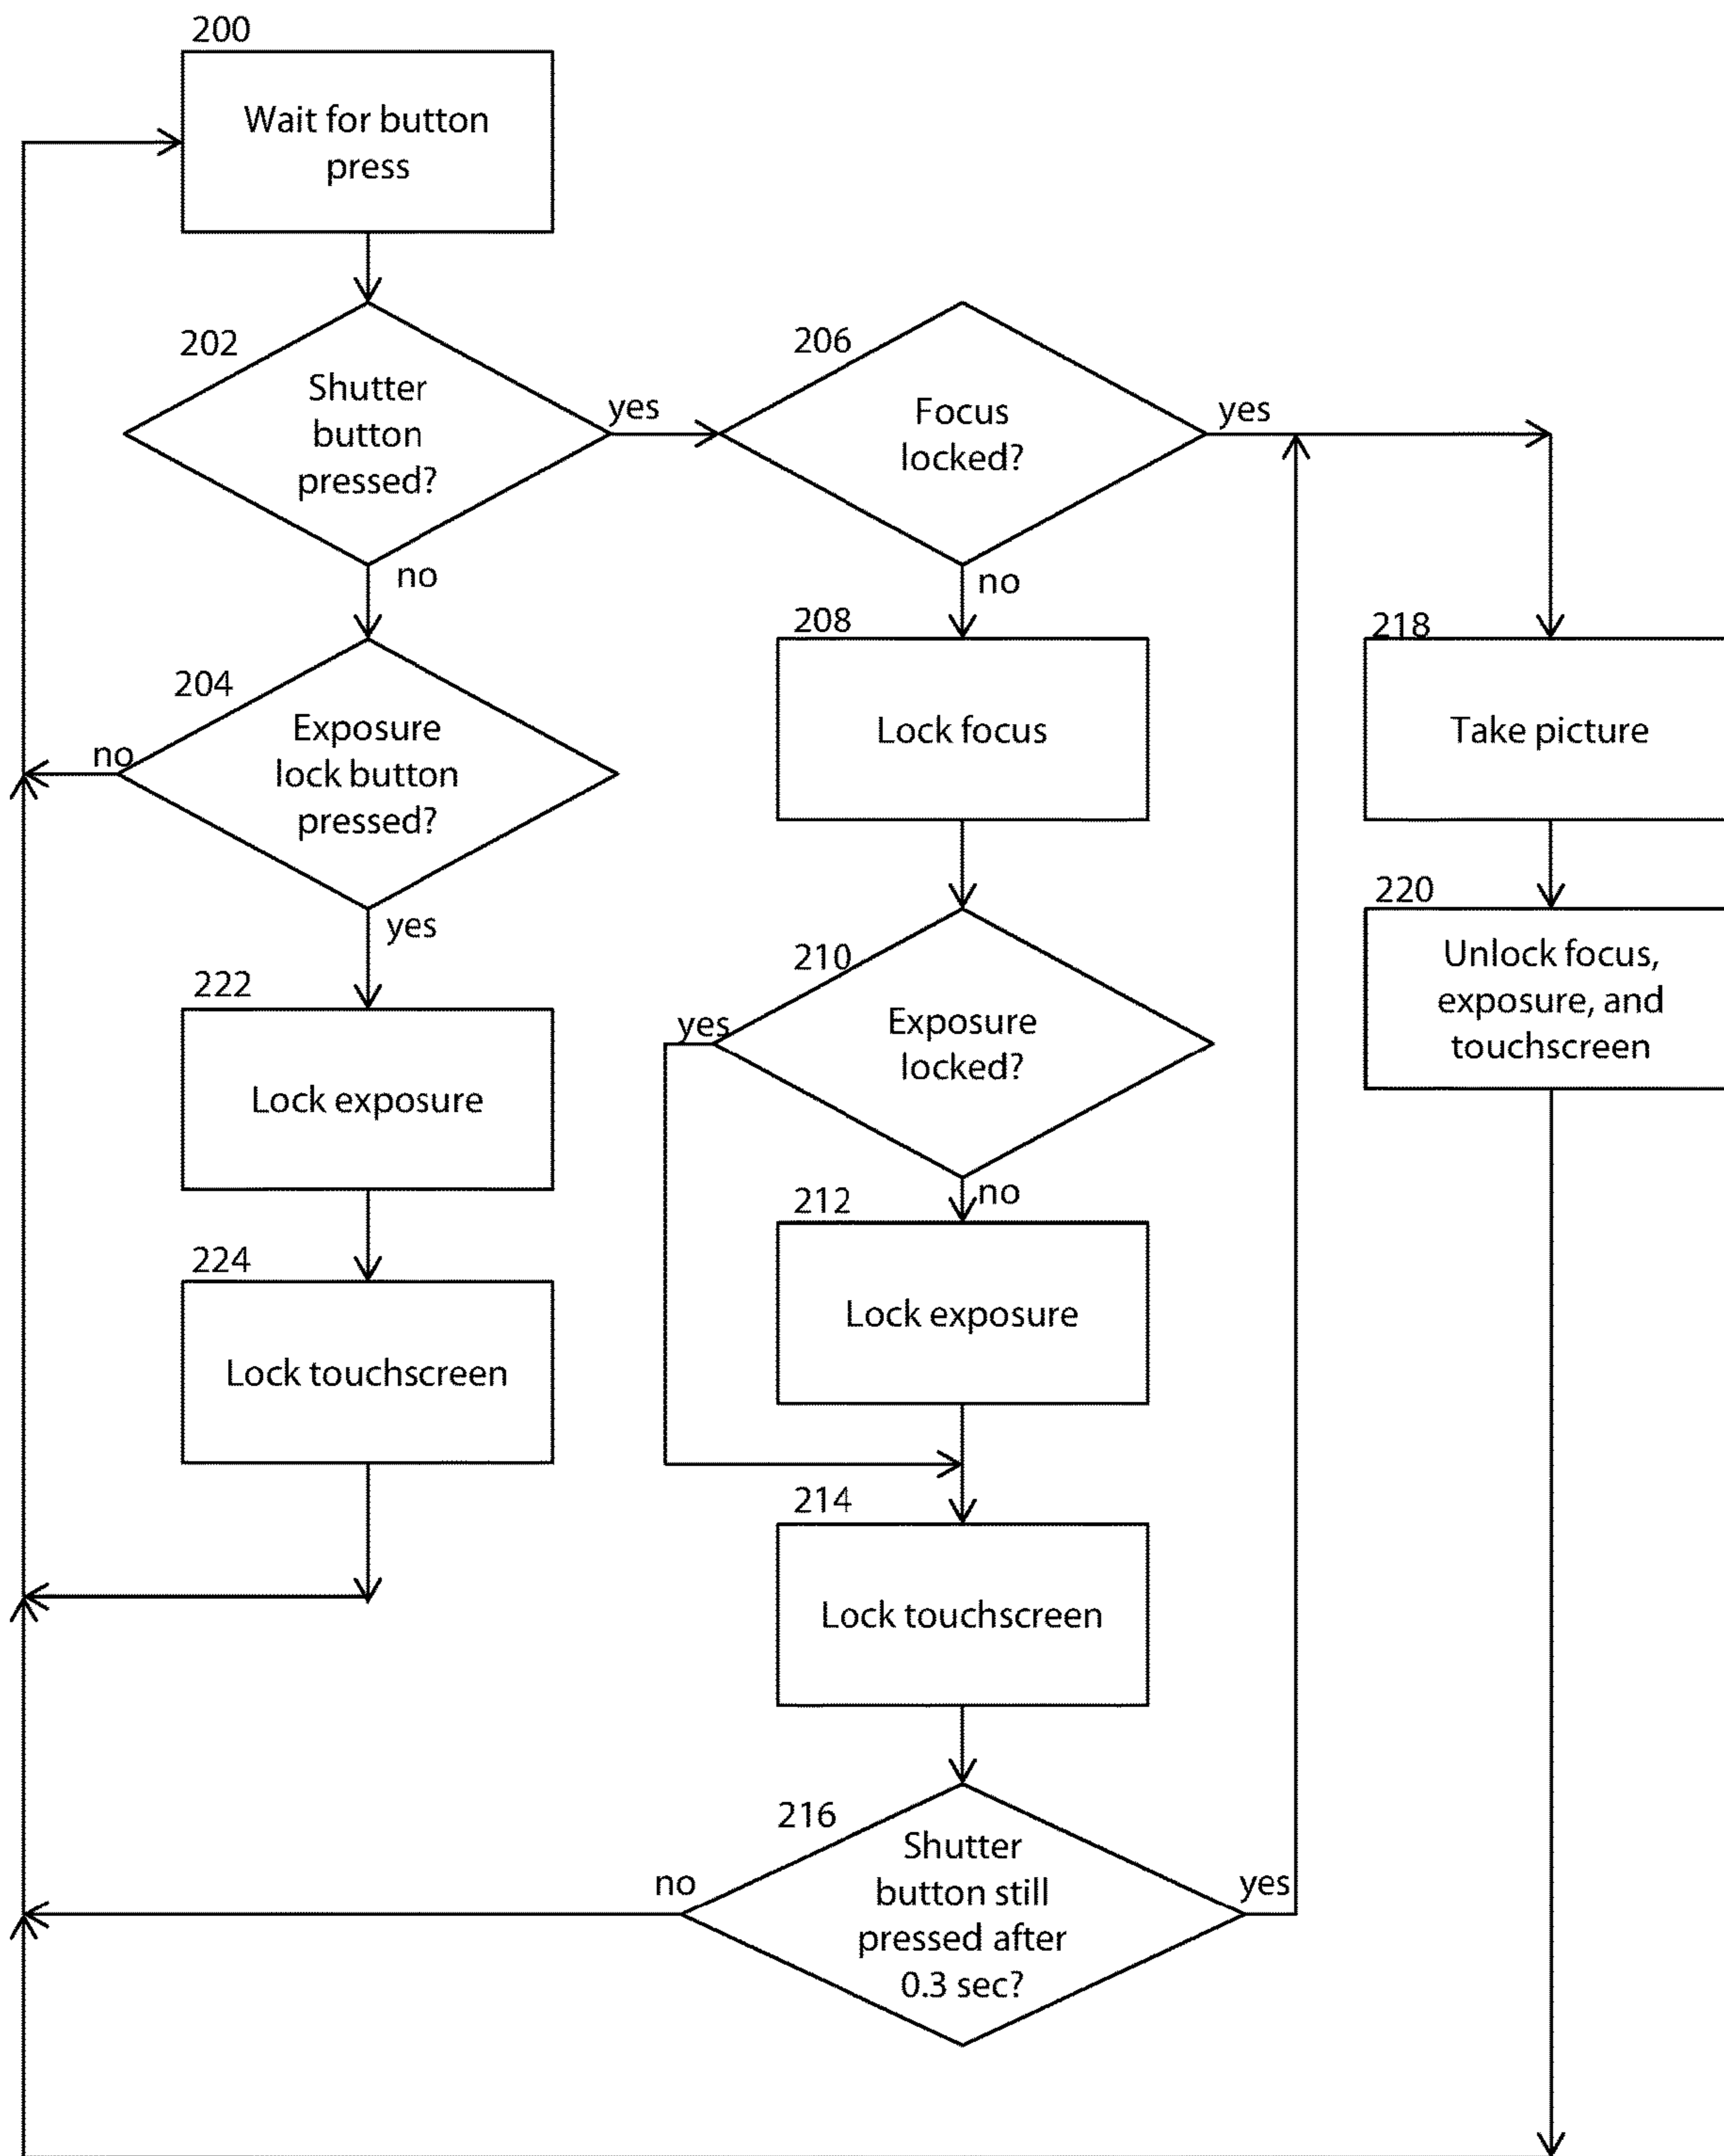 200
Wait for button
press
202
Shutter
button
pressed?
yes
no
206
Focus
locked?
yes
no
204
Exposure
lock button
pressed?
no
yes
208
Lock focus
218
Take picture
210
Exposure
locked?
yes
no
220
Unlock focus,
exposure, and
touchscreen
222
Lock exposure
212
Lock exposure
224
Lock touchscreen
214
Lock touchscreen
216
Shutter
button still
pressed after
0.3 sec?
no
yes